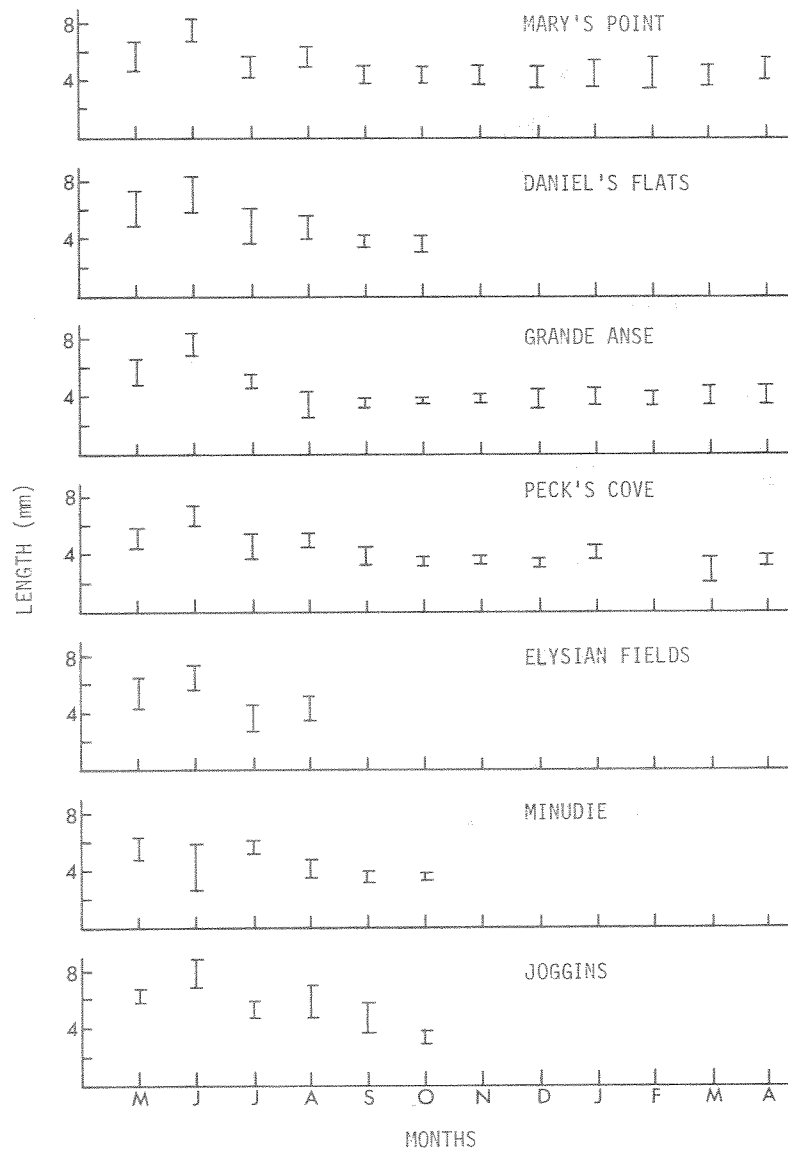 MARY'S POINT
8
4
DANIEL'S FLATS
8
4
GRANDE ANSE
8
4
PECK'S COVE
8
4
LENGTH (mm)
ELYSIAN FIELDS
8
4
MINUDIE
8
4
JOGGINS
8
4
M J J A S O N D J F M A
MONTHS